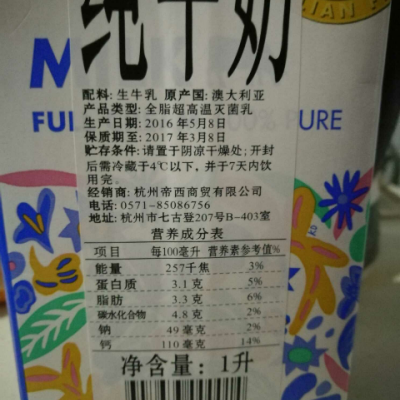 纯牛奶
IAN
M
FUL
PURE
配料: 生牛乳 原产国: 澳大利亚
产品类型: 全脂超高温灭菌乳
生产日期: 2016年5月8日
保质期至: 2017年3月8日
贮存条件: 请置于阴凉干燥处; 开封
后需冷藏于4℃以下, 并于7天内饮
用完。
经销商: 杭州帝西商贸有限公司
电话: 0571-85086756
地址: 杭州市七古登207号B-403室
营养成分表
项目 每100毫升 营养素参考值%
能量 257千焦 3%
蛋白质 3.1克 5%
脂肪 3.3克 6%
碳水化合物 4.8克 2%
钠 49毫克 2%
钙 110毫克 14%
净含量: 1升